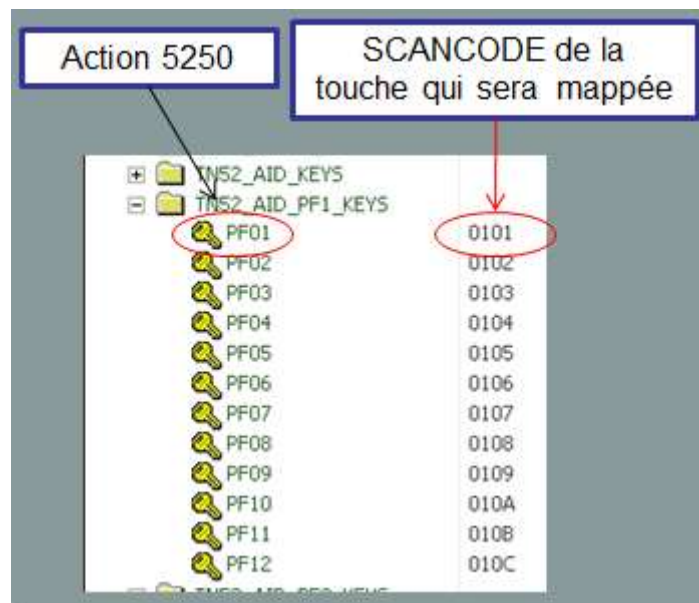 Action 5250
SCANCODE de la
touche qui sera mappée
TN52_AID_KEYS
TN52_AID_PF1_KEYS
PF01 0101
PF02 0102
PF03 0103
PF04 0104
PF05 0105
PF06 0106
PF07 0107
PF08 0108
PF09 0109
PF10 010A
PF11 010B
PF12 010C